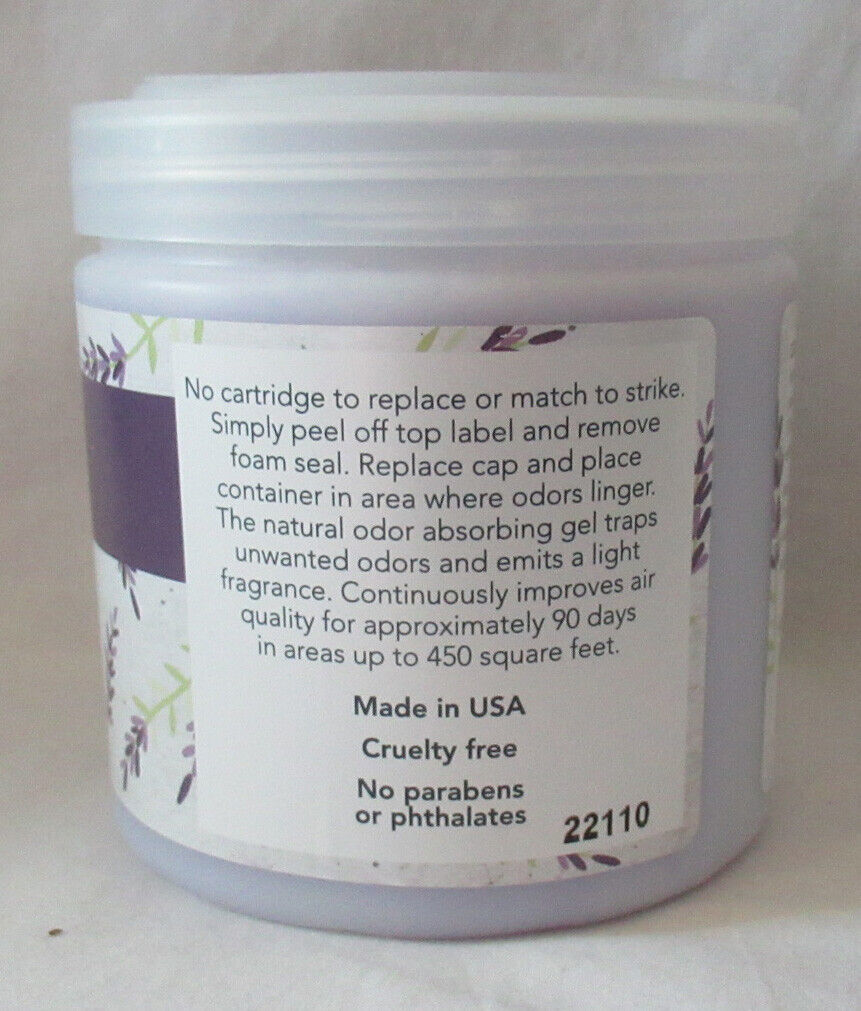 No cartridge to replace or match to strike.
Simply peel off top label and remove
foam seal. Replace cap and place
container in area where odors linger.
The natural odor absorbing gel traps
unwanted odors and emits a light
fragrance. Continuously improves air
quality for approximately 90 days
in areas up to 450 square feet.
Made in USA
Cruelty free
No parabens
or phthalates
22110